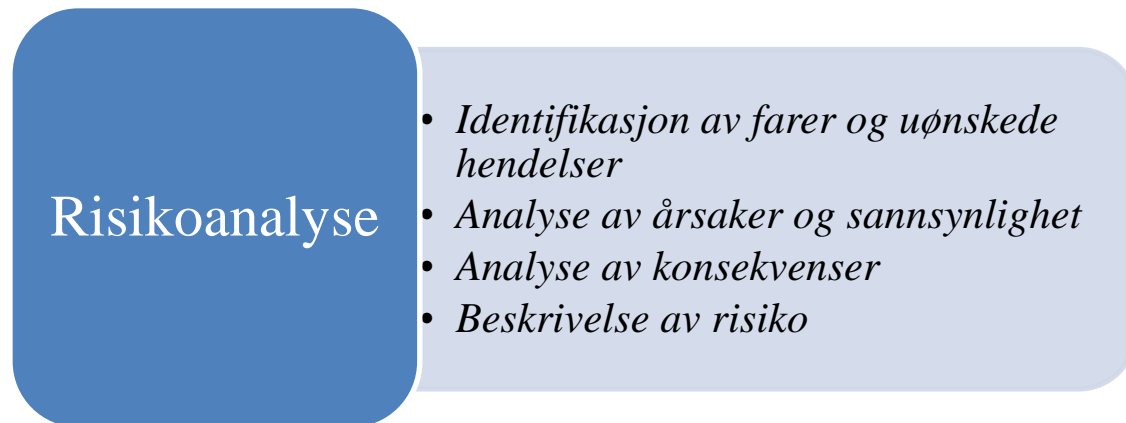 Risikoanalyse
• Identifikasjon av farer og uønskede
hendelser
• Analyse av årsaker og sannsynlighet
• Analyse av konsekvenser
• Beskrivelse av risiko